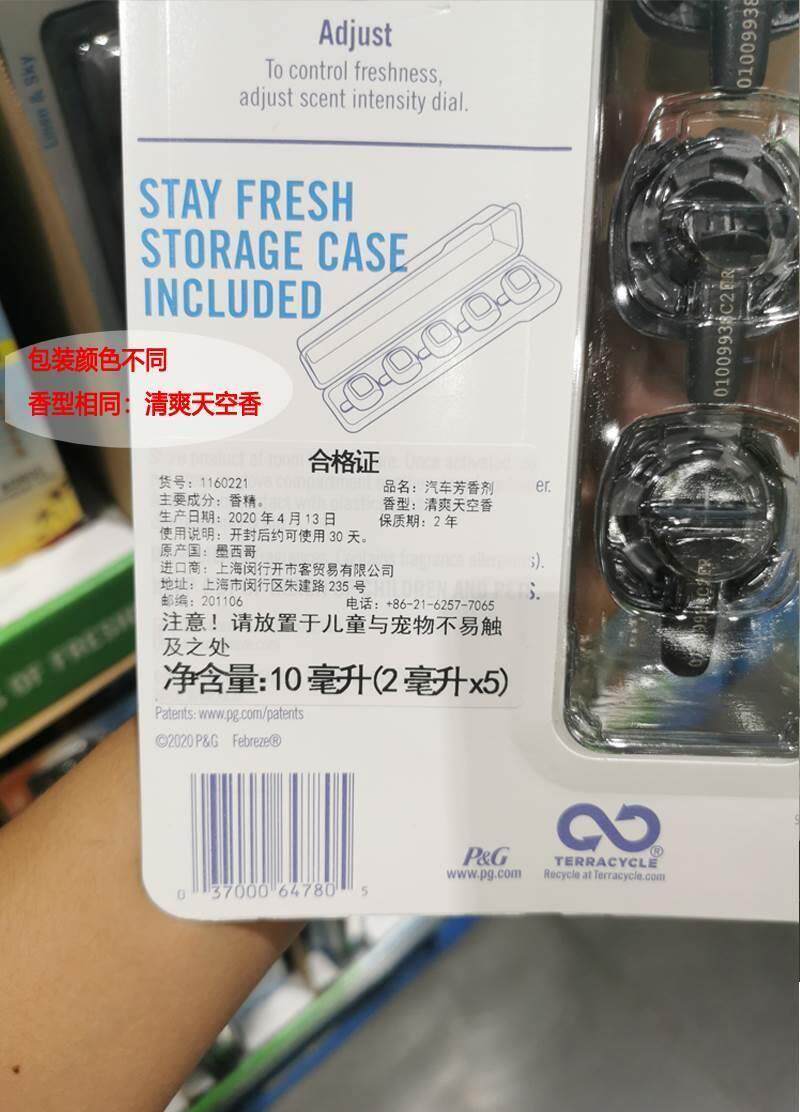 Adjust
To control freshness,
adjust scent intensity dial.
STAY FRESH
STORAGE CASE
INCLUDED
包装颜色不同
香型相同：清爽天空香
合格证
货号：1160221 品名：汽车芳香剂
主要成分：香精。 香型：清爽天空香
生产日期：2020 年 4 月 13 日 保质期：2 年
使用说明：开封后约可使用 30 天。
原产国：墨西哥
进口商：上海闵行开市客贸易有限公司
地址：上海市闵行区朱建路 235 号
邮编：201106 电话：+86-21-6257-7065
注意！请放置于儿童与宠物不易触
及之处
净含量:10 毫升(2 毫升x5)
er.
s).
S.
Patents: www.pg.com/patents
©2020 P&G Febreze®
0 37000 64780 5
P&G
www.pg.com
TERRACYCLE®
Recycle at Terracycle.com
Linen & Sky
OF FRESH